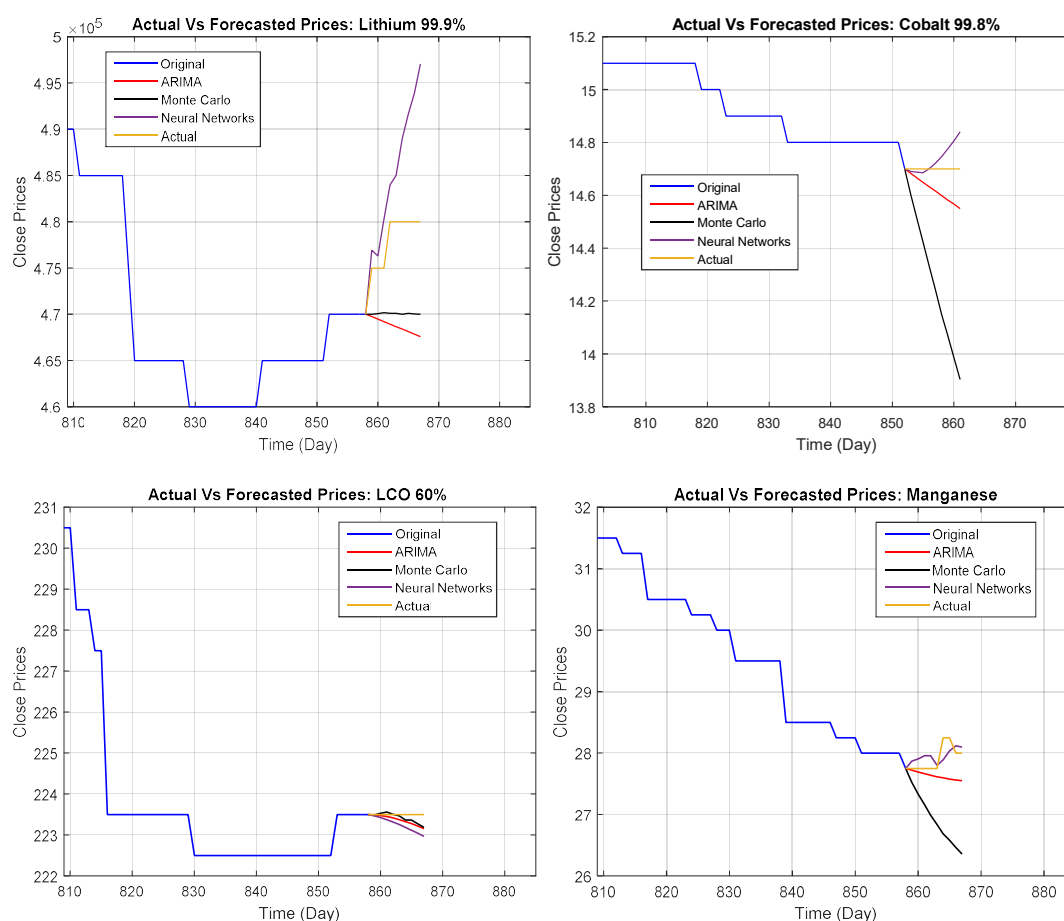 Actual Vs Forecasted Prices: Lithium 99.9%
×10⁵
5
4.95
4.9
4.85
4.8
4.75
4.7
4.65
4.6
Close Prices
Original
ARIMA
Monte Carlo
Neural Networks
Actual
810 820 830 840 850 860 870 880
Time (Day)
Actual Vs Forecasted Prices: Cobalt 99.8%
15.2
15
14.8
14.6
14.4
14.2
14
13.8
Close Prices
Original
ARIMA
Monte Carlo
Neural Networks
Actual
810 820 830 840 850 860 870
Time (Day)
Actual Vs Forecasted Prices: LCO 60%
231
230
229
228
227
226
225
224
223
222
Close Prices
Original
ARIMA
Monte Carlo
Neural Networks
Actual
810 820 830 840 850 860 870 880
Time (Day)
Actual Vs Forecasted Prices: Manganese
32
31
30
29
28
27
26
Close Prices
Original
ARIMA
Monte Carlo
Neural Networks
Actual
810 820 830 840 850 860 870 880
Time (Day)